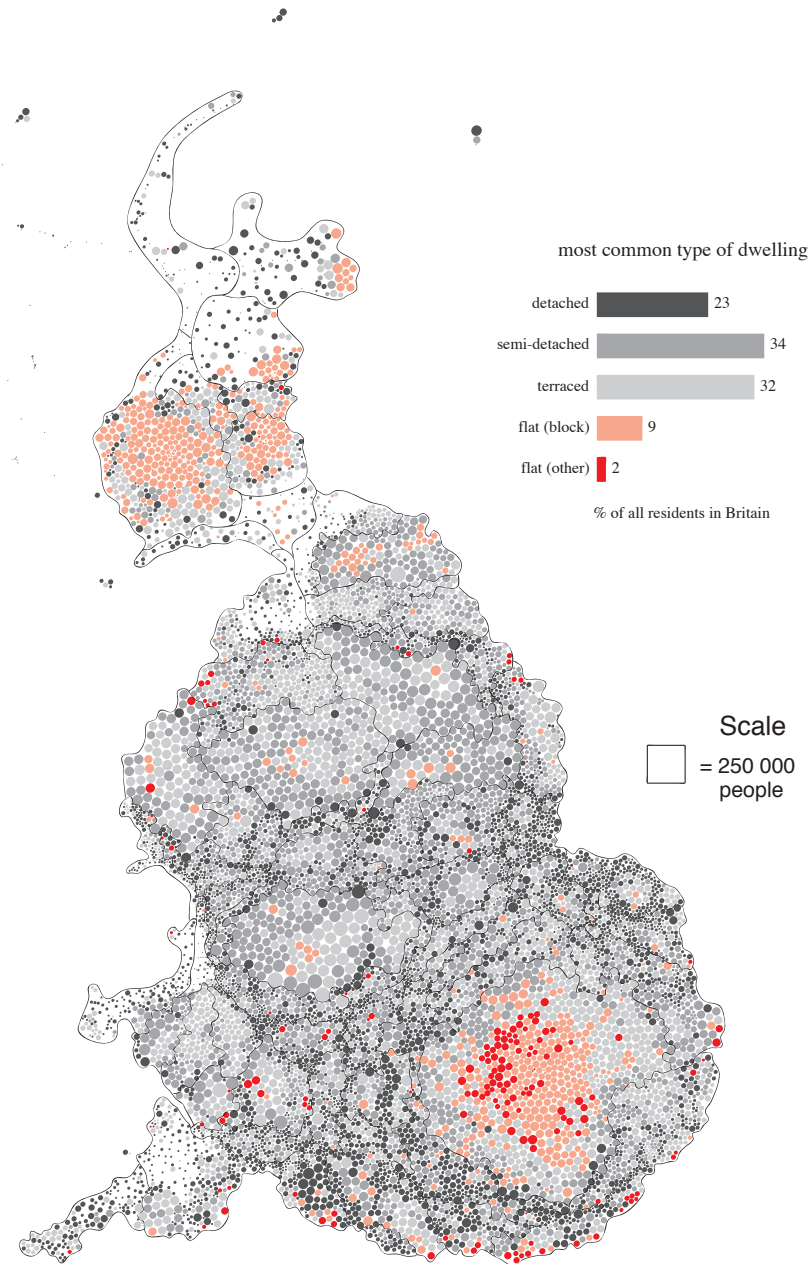 most common type of dwelling
detached 23
semi-detached 34
terraced 32
flat (block) 9
flat (other) 2
% of all residents in Britain
Scale
= 250 000
people